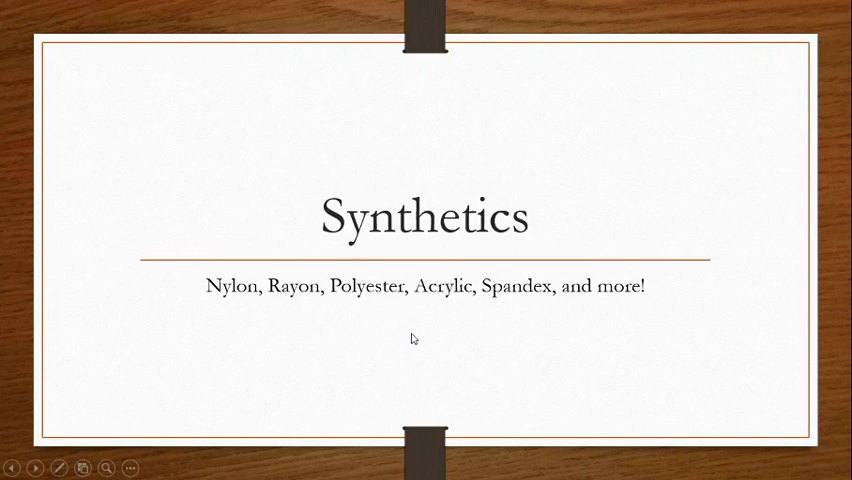 Synthetics
Nylon, Rayon, Polyester, Acrylic, Spandex, and more!